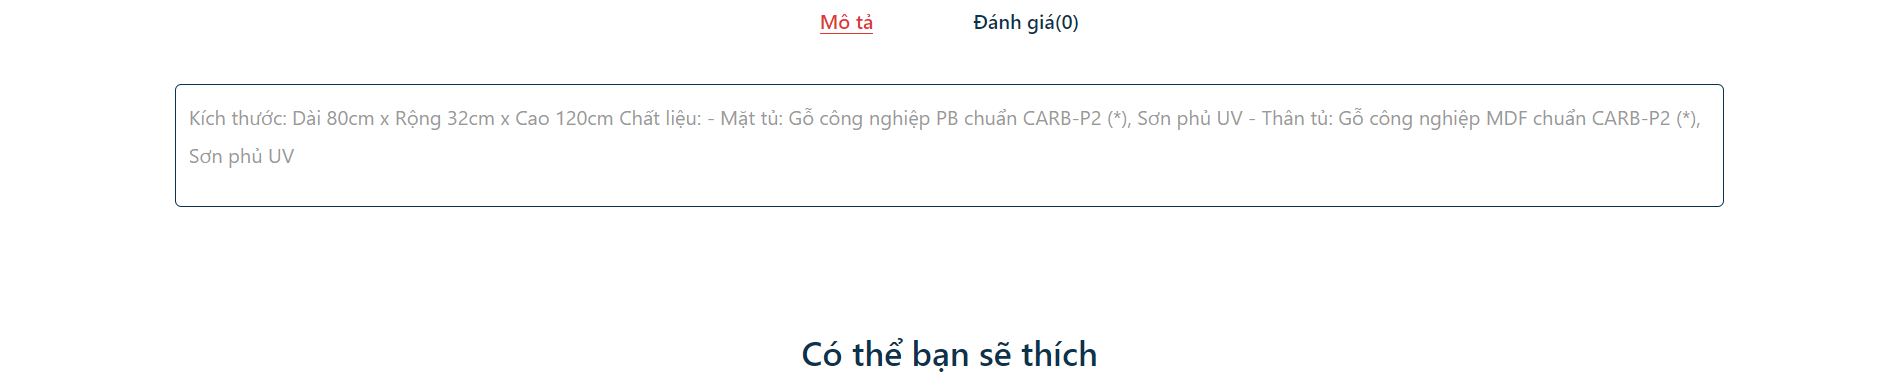 Mô tả Đánh giá(0)
Kích thước: Dài 80cm x Rộng 32cm x Cao 120cm Chất liệu: - Mặt tủ: Gỗ công nghiệp PB chuẩn CARB-P2 (*), Sơn phủ UV - Thân tủ: Gỗ công nghiệp MDF chuẩn CARB-P2 (*),
Sơn phủ UV
Có thể bạn sẽ thích